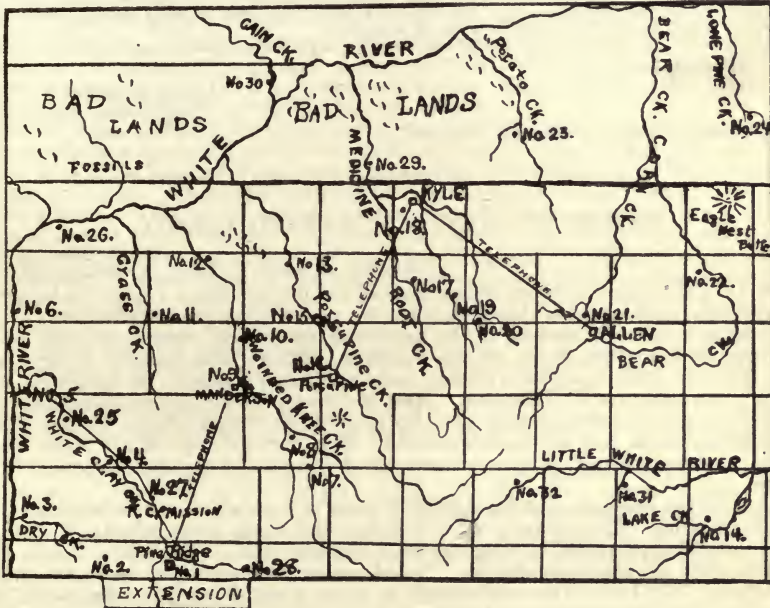 CAIN CK.
RIVER
Potato CK.
BEAR CK.
LONE PINE CK.
No 30
BAD
LANDS
BAD
LANDS
No.23.
No.24
FOSSILS
WHITE
MEDICINE
No.29.
KYLE
No.18.
CK.
Eagle
Nest
Butte
No.26.
TELEPHONE
No.12
No.13.
No.17.
No.22.
GRASS CK.
No 6.
No.11.
No.15
TELEPHONE
No.19
No.20
No.21.
ALLEN
No.10.
PORCUPINE CK.
ROOT CK.
BEAR
CK
WHITE RIVER
No.16
PORCUPINE
No.9.
MANDERSON
WOUNDED KNEE CK.
No.5.
No.25
WHITE CLAY CK.
No.4.
TELEPHONE
No.8
No.7.
LITTLE WHITE RIVER
No.27.
R.C. MISSION
No.32
No.31
No.3.
DRY CK.
LAKE CK.
No.14.
Pine Ridge
No.2.
No.1
No.28.
EXTENSION